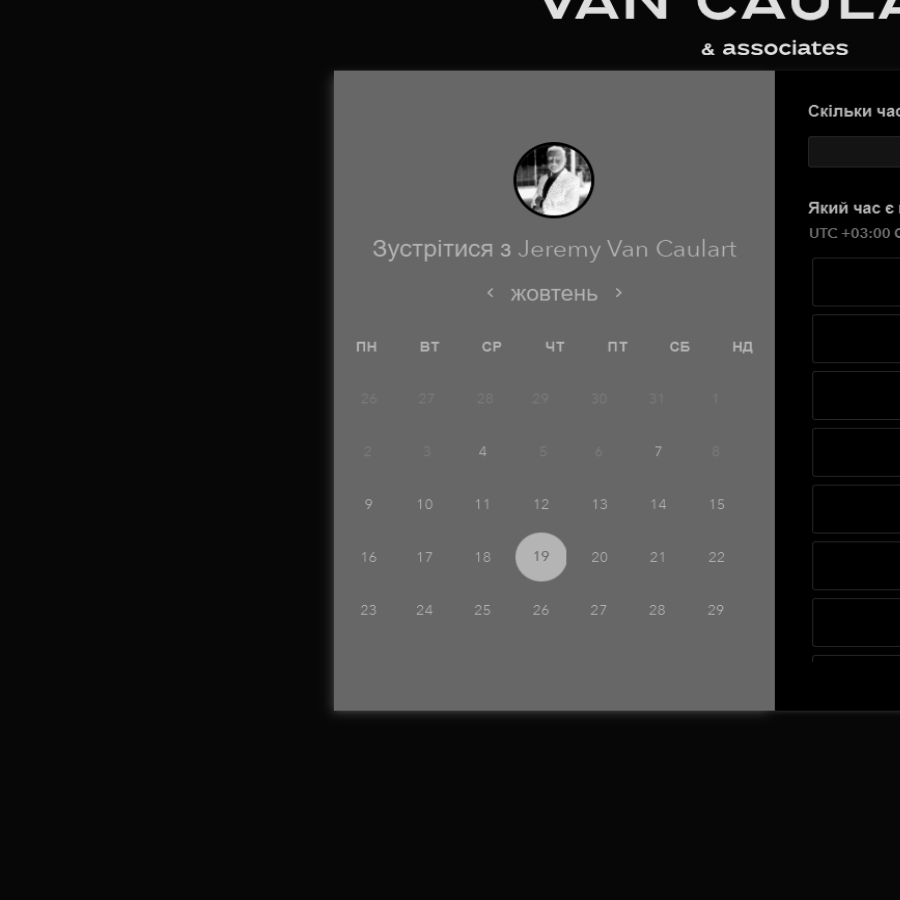 VAN CAULA
& associates
Зустрітися з Jeremy Van Caulart
< жовтень >
ПН ВТ СР ЧТ ПТ СБ НД
26 27 28 29 30 31 1
2 3 4 5 6 7 8
9 10 11 12 13 14 15
16 17 18 19 20 21 22
23 24 25 26 27 28 29
Скільки час
Який час є
UTC +03:00